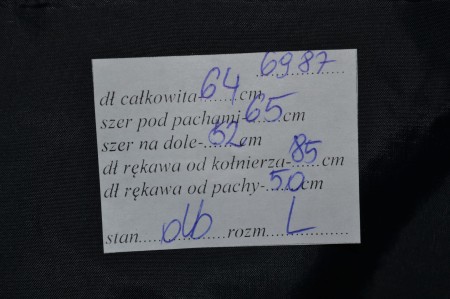 6987
dł całkowita 64 cm
szer pod pachami-65 cm
szer na dole-52 cm
dł rękawa od kołnierza-85 cm
dł rękawa od pachy-50 cm
stan....db....rozm..L....